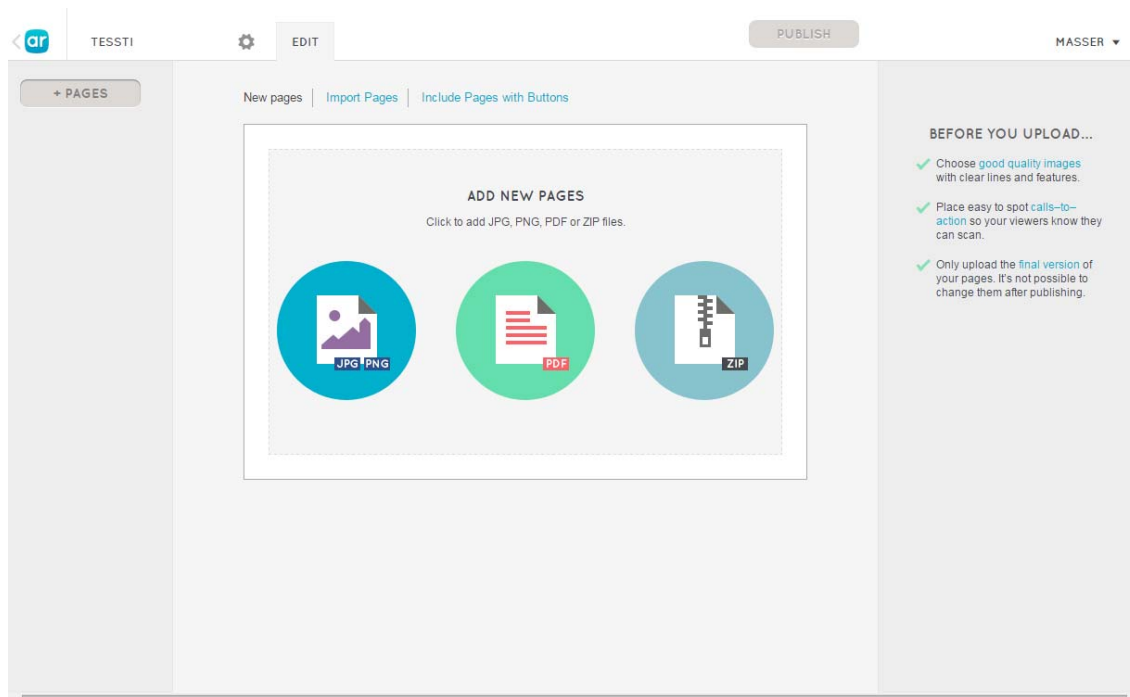 ar
TESSTI
EDIT
PUBLISH
MASSER
+ PAGES
New pages
Import Pages
Include Pages with Buttons
ADD NEW PAGES
Click to add JPG, PNG, PDF or ZIP files.
JPG PNG
PDF
ZIP
BEFORE YOU UPLOAD...
Choose good quality images
with clear lines and features.
Place easy to spot calls–to–
action so your viewers know they
can scan.
Only upload the final version of
your pages. It's not possible to
change them after publishing.